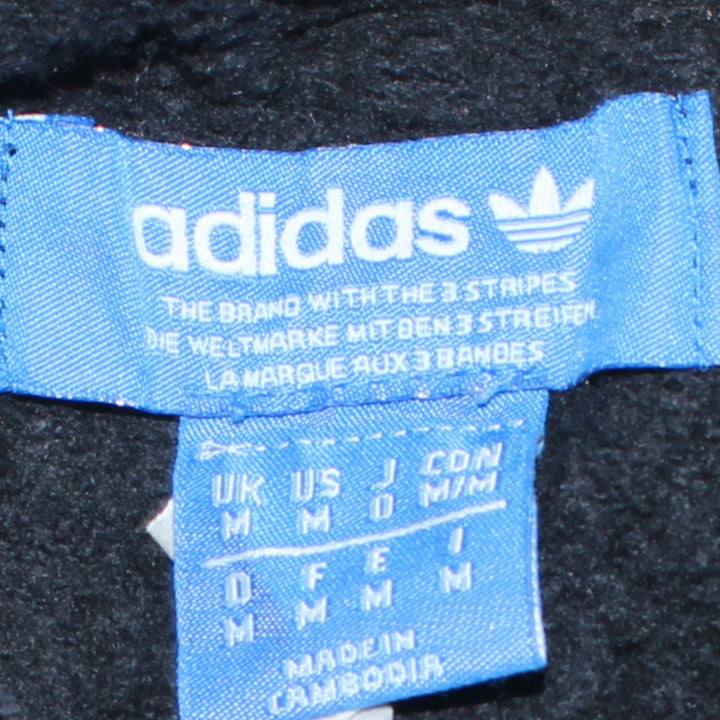 adidas
THE BRAND WITH THE 3 STRIPES
DIE WELTMARKE MIT DEN 3 STREIFEN
LA MARQUE AUX 3 BANDES
UK US J CDN
M M O M/M
D F E I
M M M M
MADE IN
CAMBODIA